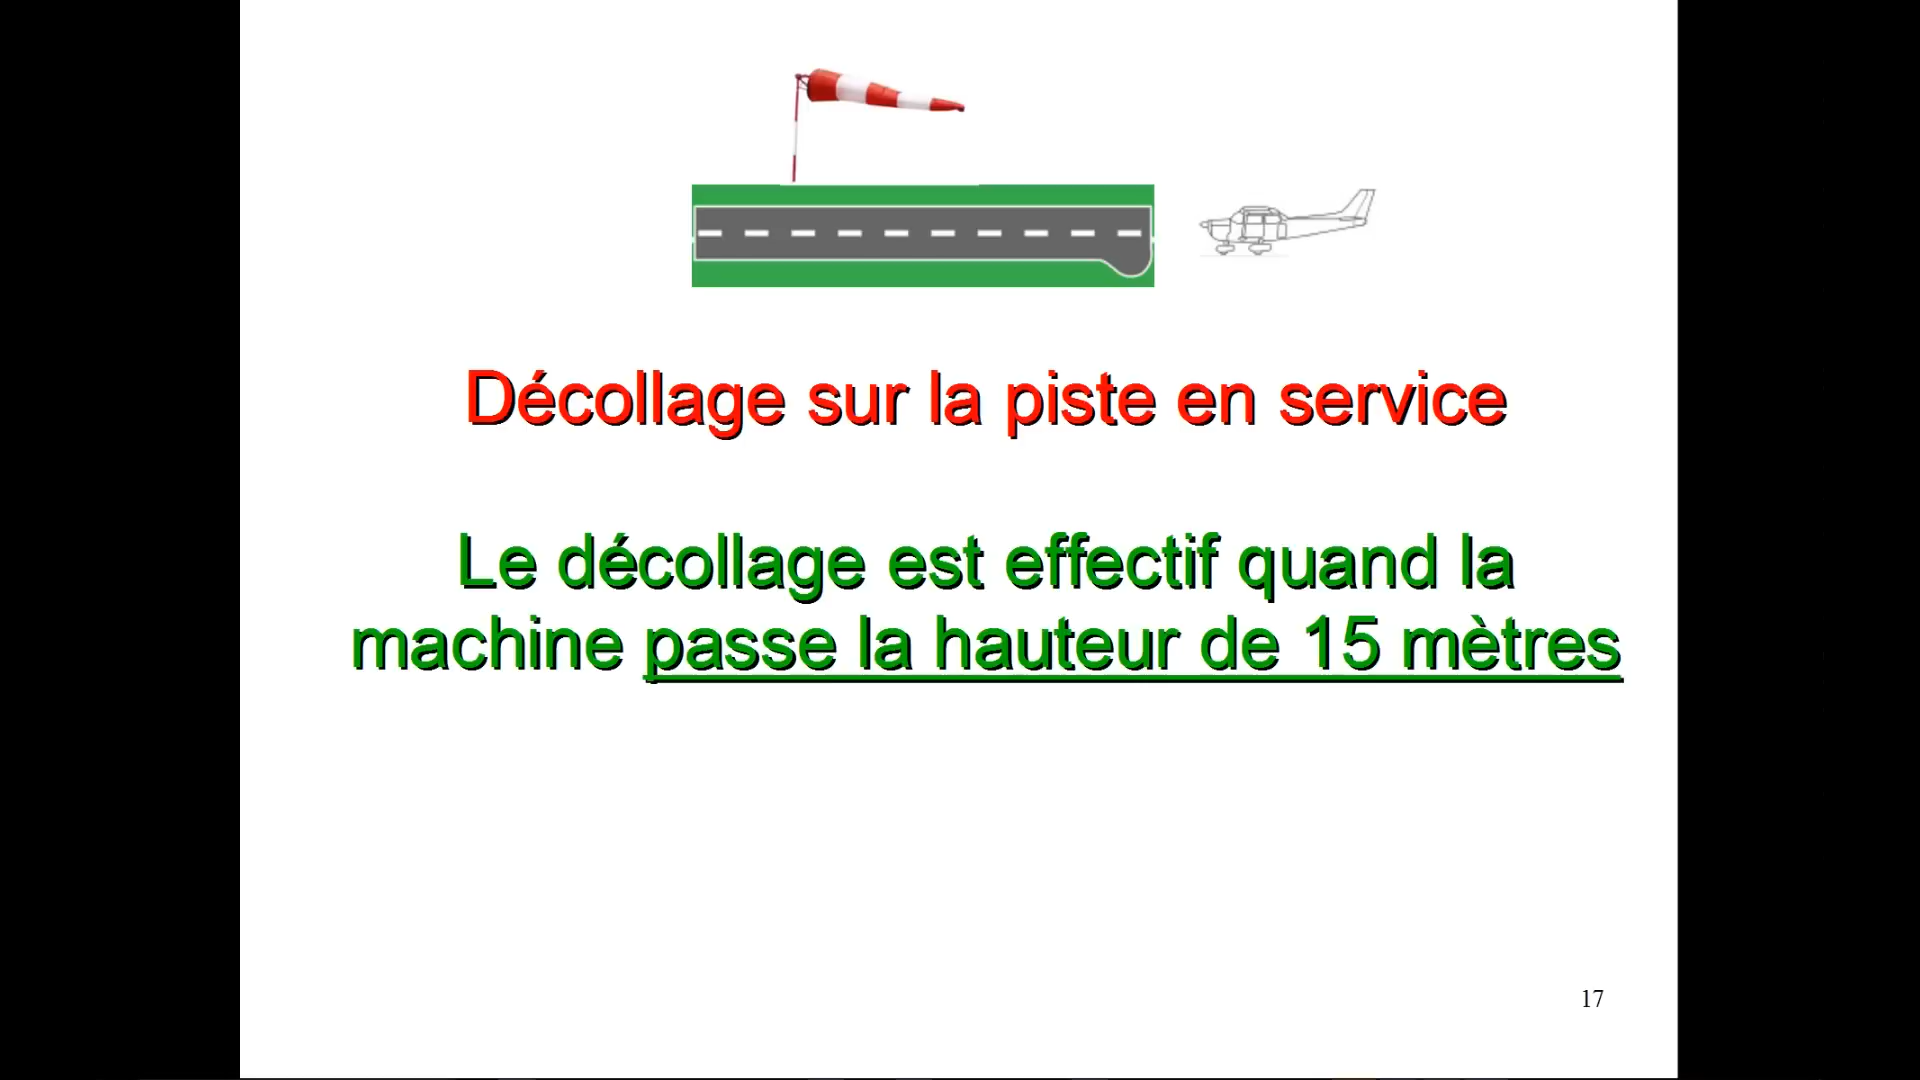 Décollage sur la piste en service
Le décollage est effectif quand la
machine passe la hauteur de 15 mètres
17